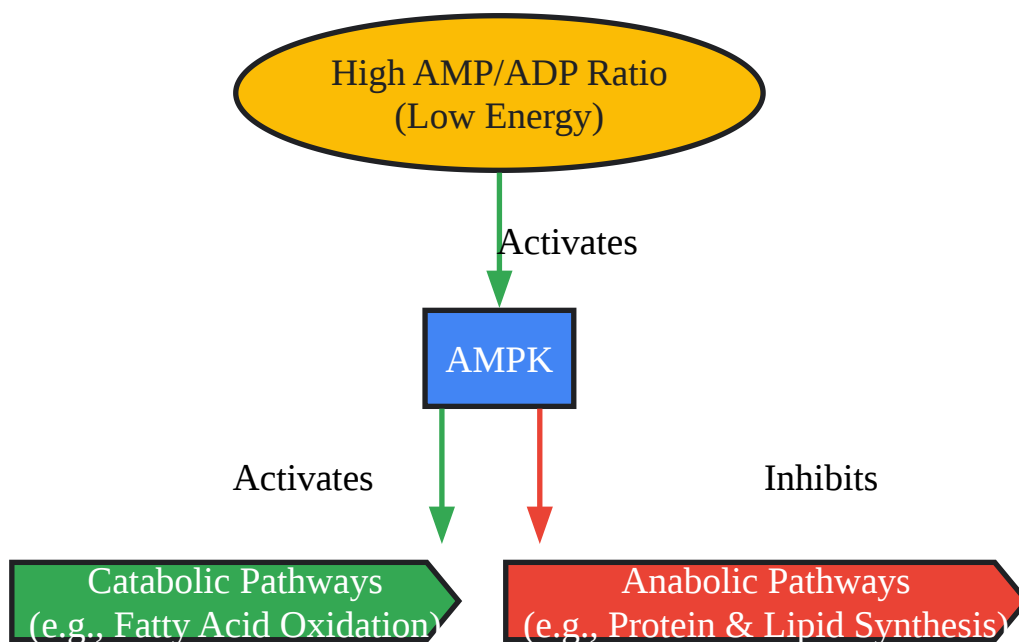 High AMP/ADP Ratio
(Low Energy)
Activates
AMPK
Activates
Inhibits
Catabolic Pathways
(e.g., Fatty Acid Oxidation)
Anabolic Pathways
(e.g., Protein & Lipid Synthesis)